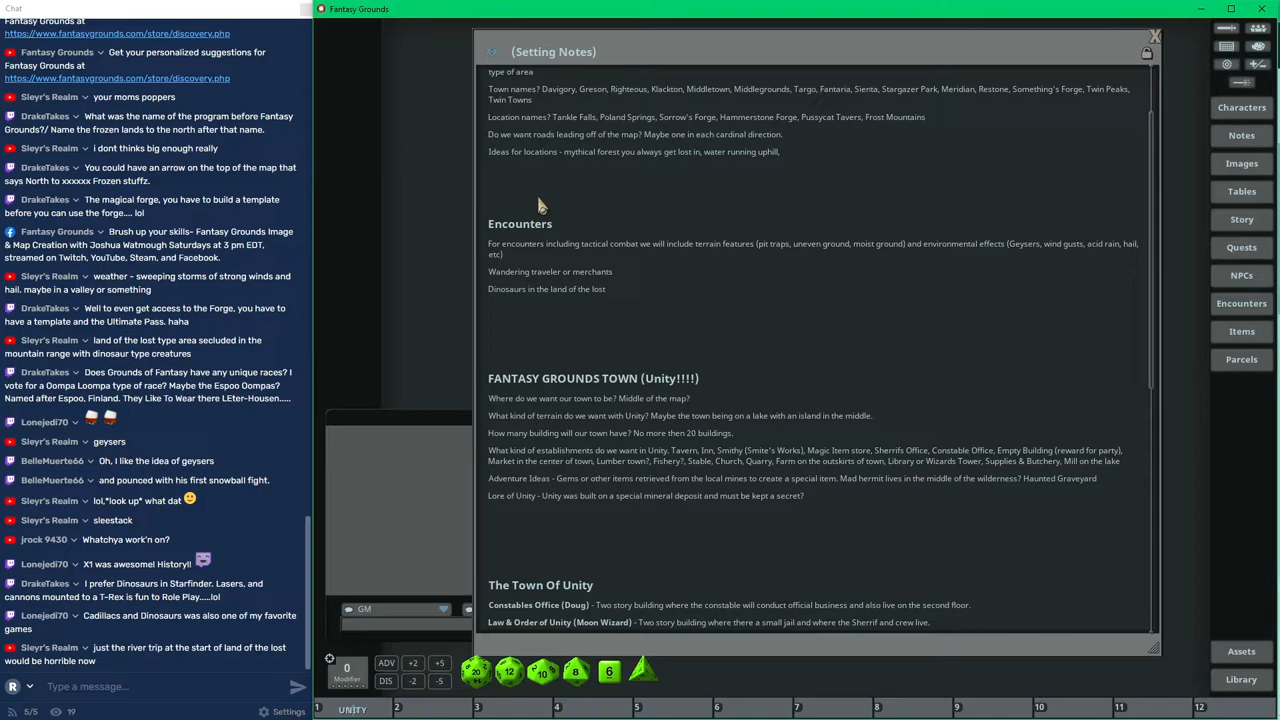 Chat
Fantasy Grounds
Grounds at
https://www.fantasygrounds.com/store/discovery.php
Fantasy Grounds Get your personalized suggestions for
Fantasy Grounds at
https://www.fantasygrounds.com/store/discovery.php
Sleyr's Realm your moms poppers
DrakeTakes What was the name of the program before Fantasy
Grounds?/ Name the frozen lands to the north after that name.
Sleyr's Realm i dont thinks big enough really
DrakeTakes You could have an arrow on the top of the map that
says North to xxxxxx Frozen stuffz.
DrakeTakes The magical forge, you have to build a template
before you can use the forge.... lol
Fantasy Grounds Brush up your skills- Fantasy Grounds Image
& Map Creation with Joshua Watmough Saturdays at 3 pm EDT,
streamed on Twitch, YouTube, Steam, and Facebook.
Sleyr's Realm weather - sweeping storms of strong winds and
hail. maybe in a valley or something
DrakeTakes Well to even get access to the Forge, you have to
have a template and the Ultimate Pass. haha
Sleyr's Realm land of the lost type area secluded in the
mountain range with dinosaur type creatures
DrakeTakes Does Grounds of Fantasy have any unique races? I
vote for a Oompa Loompa type of race? Maybe the Espoo Oompas?
Named after Espoo, Finland. They Like To Wear there LEter-Housen.....
Lonejedi70
Sleyr's Realm geysers
BelleMuerte66 Oh, I like the idea of geysers
BelleMuerte66 and pounced with his first snowball fight.
Sleyr's Realm lol,*look up* what dat
Sleyr's Realm sleestack
jrock 9430 Whatchya work'n on?
Lonejedi70 X1 was awesome! History!!
DrakeTakes I prefer Dinosaurs in Starfinder. Lasers, and
cannons mounted to a T-Rex is fun to Role Play.....lol
Lonejedi70 Cadillacs and Dinosaurs was also one of my favorite
games
Sleyr's Realm just the river trip at the start of land of the lost
would be horrible now
R Type a message...
5/5 19 Settings
(Setting Notes)
X
type of area
Town names? Davigory, Greson, Righteous, Klackton, Middletown, Middlegrounds, Targo, Fantaria, Sienta, Stargazer Park, Meridian, Restone, Something's Forge, Twin Peaks,
Twin Towns
Location names? Tankle Falls, Poland Springs, Sorrow's Forge, Hammerstone Forge, Pussycat Tavers, Frost Mountains
Do we want roads leading off of the map? Maybe one in each cardinal direction.
Ideas for locations - mythical forest you always get lost in, water running uphill,
Encounters
For encounters including tactical combat we will include terrain features (pit traps, uneven ground, moist ground) and environmental effects (Geysers, wind gusts, acid rain, hail,
etc)
Wandering traveler or merchants
Dinosaurs in the land of the lost
FANTASY GROUNDS TOWN (Unity!!!!)
Where do we want our town to be? Middle of the map?
What kind of terrain do we want with Unity? Maybe the town being on a lake with an island in the middle.
How many building will our town have? No more then 20 buildings.
What kind of establishments do we want in Unity. Tavern, Inn, Smithy (Smite's Works), Magic Item store, Sherrifs Office, Constable Office, Empty Building (reward for party),
Market in the center of town, Lumber town?, Fishery?, Stable, Church, Quarry, Farm on the outskirts of town, Library or Wizards Tower, Supplies & Butchery, Mill on the lake
Adventure Ideas - Gems or other items retrieved from the local mines to create a special item. Mad hermit lives in the middle of the wilderness? Haunted Graveyard
Lore of Unity - Unity was built on a special mineral deposit and must be kept a secret?
The Town Of Unity
Constables Office (Doug) - Two story building where the constable will conduct official business and also live on the second floor.
Law & Order of Unity (Moon Wizard) - Two story building where there a small jail and where the Sherrif and crew live.
GM
0
Modifier
ADV +2 +5
DIS -2 -5
20 12 10 8 6
1 UNITY 2 3 4 5 6 7 8 9 10 11 12
Characters
Notes
Images
Tables
Story
Quests
NPCs
Encounters
Items
Parcels
Assets
Library